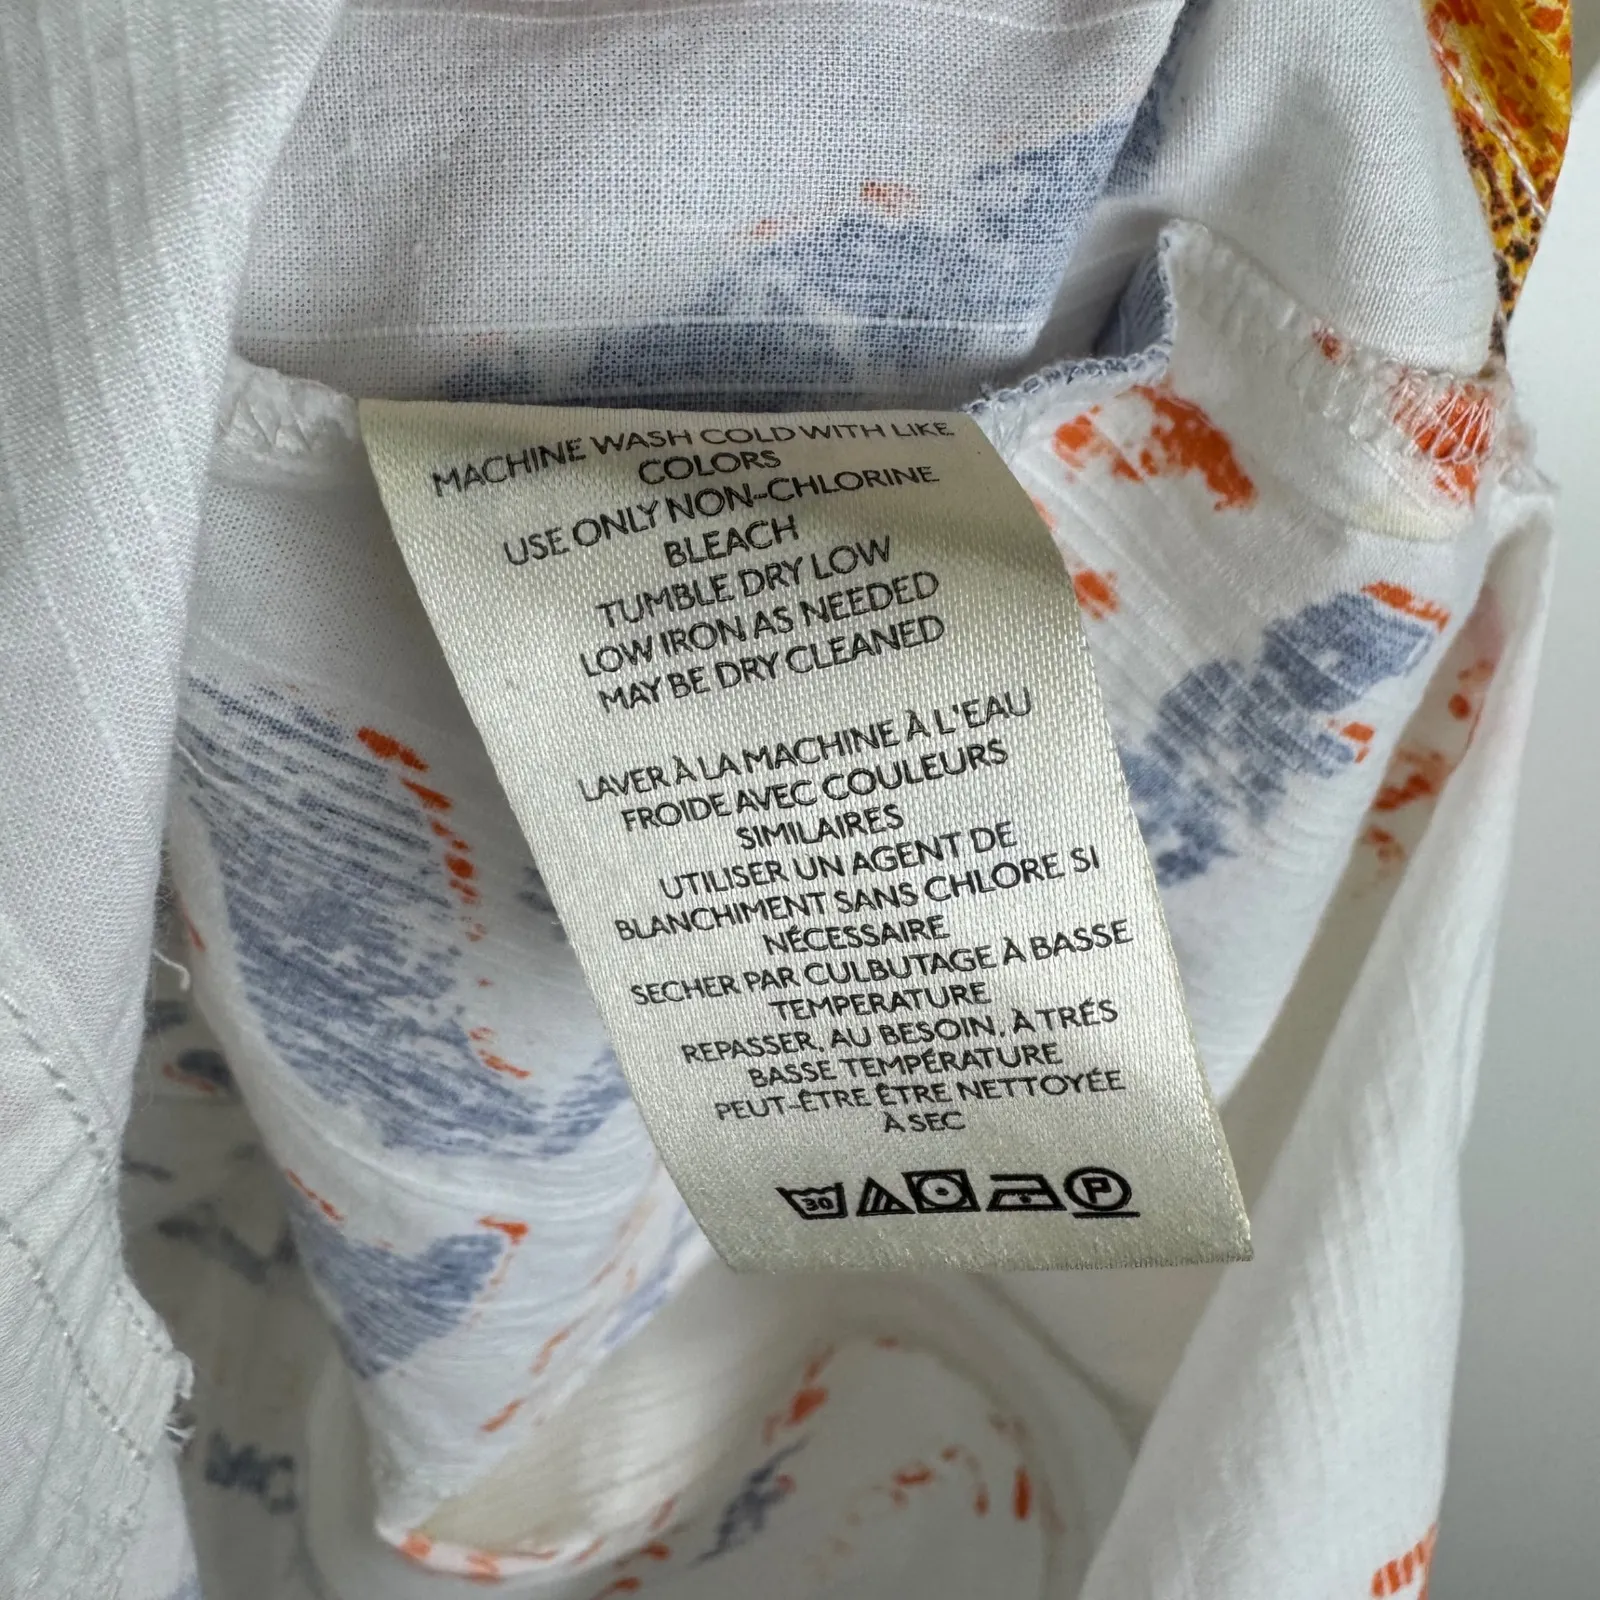 MACHINE WASH COLD WITH LIKE
COLORS
USE ONLY NON-CHLORINE
BLEACH
TUMBLE DRY LOW
LOW IRON AS NEEDED
MAY BE DRY CLEANED
LAVER À LA MACHINE À L'EAU
FROIDE AVEC COULEURS
SIMILAIRES
UTILISER UN AGENT DE
BLANCHIMENT SANS CHLORE SI
NÉCESSAIRE
SECHER PAR CULBUTAGE À BASSE
TEMPERATURE
REPASSER, AU BESOIN, À TRÉS
BASSE TEMPÉRATURE
PEUT-ÊTRE ÊTRE NETTOYÉE
À SEC
30 P